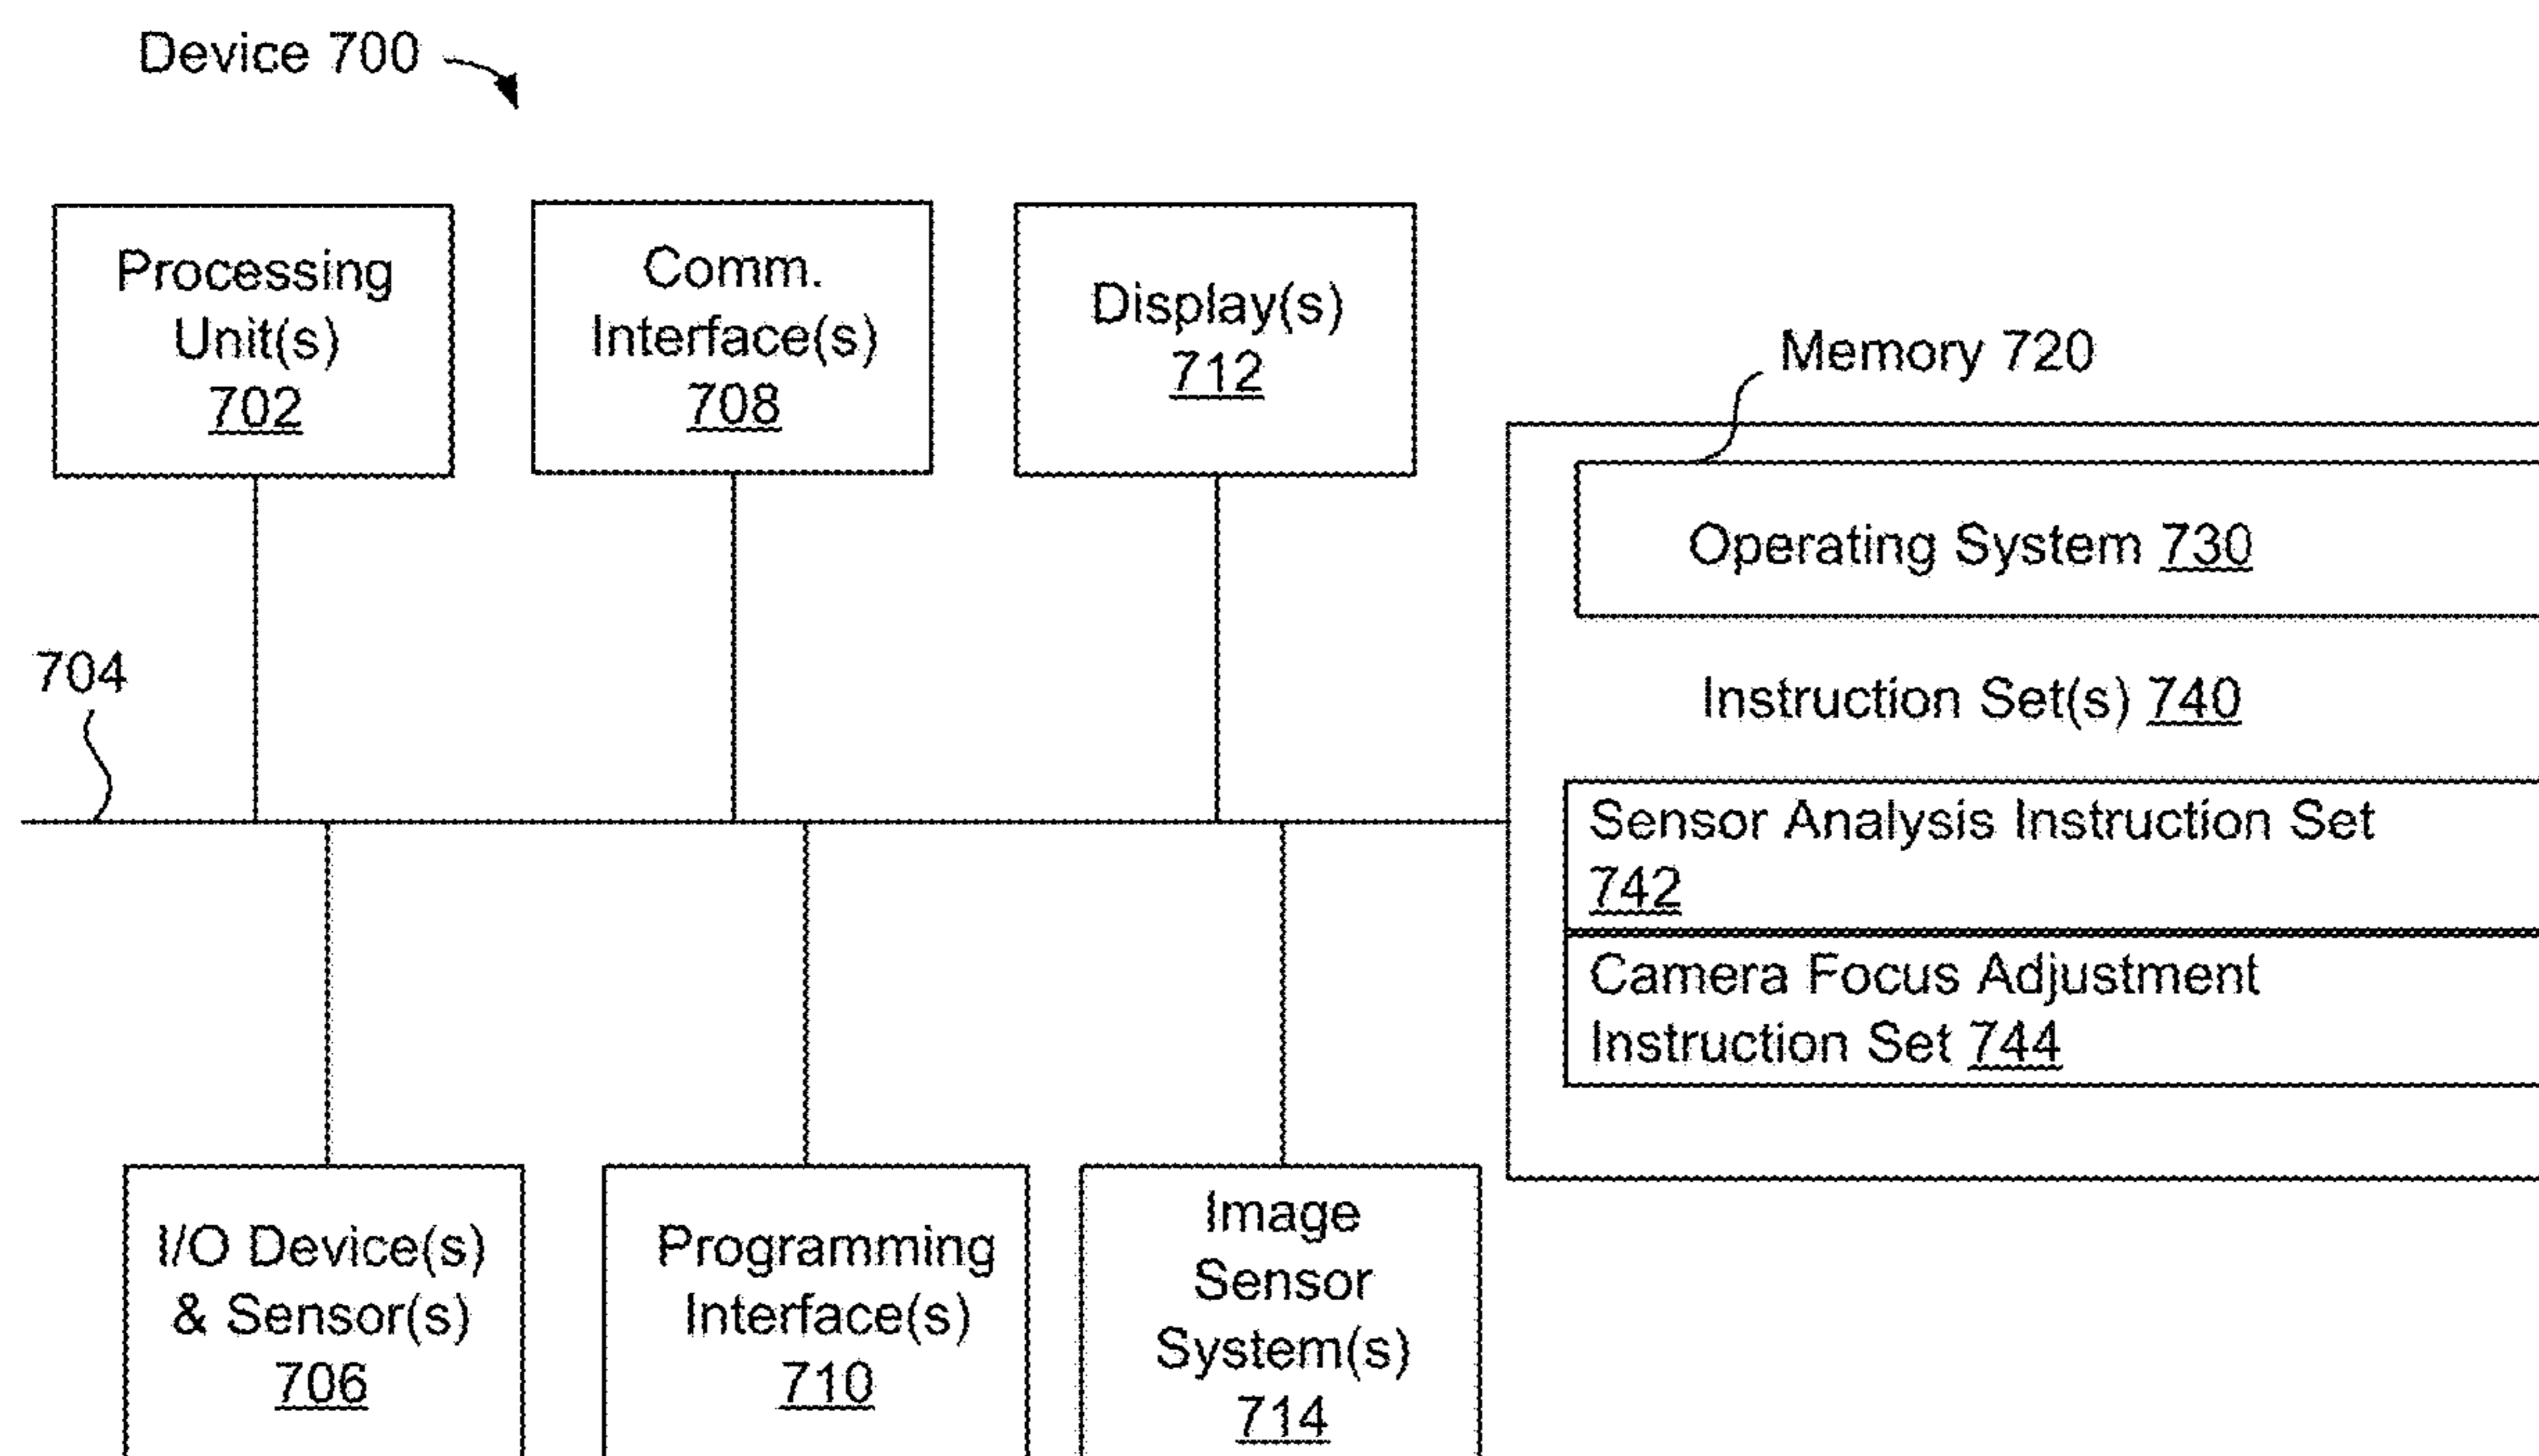 Device 700
Processing
Unit(s)
702
Comm.
Interface(s)
708
Display(s)
712
Memory 720
Operating System 730
Instruction Set(s) 740
Sensor Analysis Instruction Set
742
Camera Focus Adjustment
Instruction Set 744
704
I/O Device(s)
& Sensor(s)
706
Programming
Interface(s)
710
Image
Sensor
System(s)
714